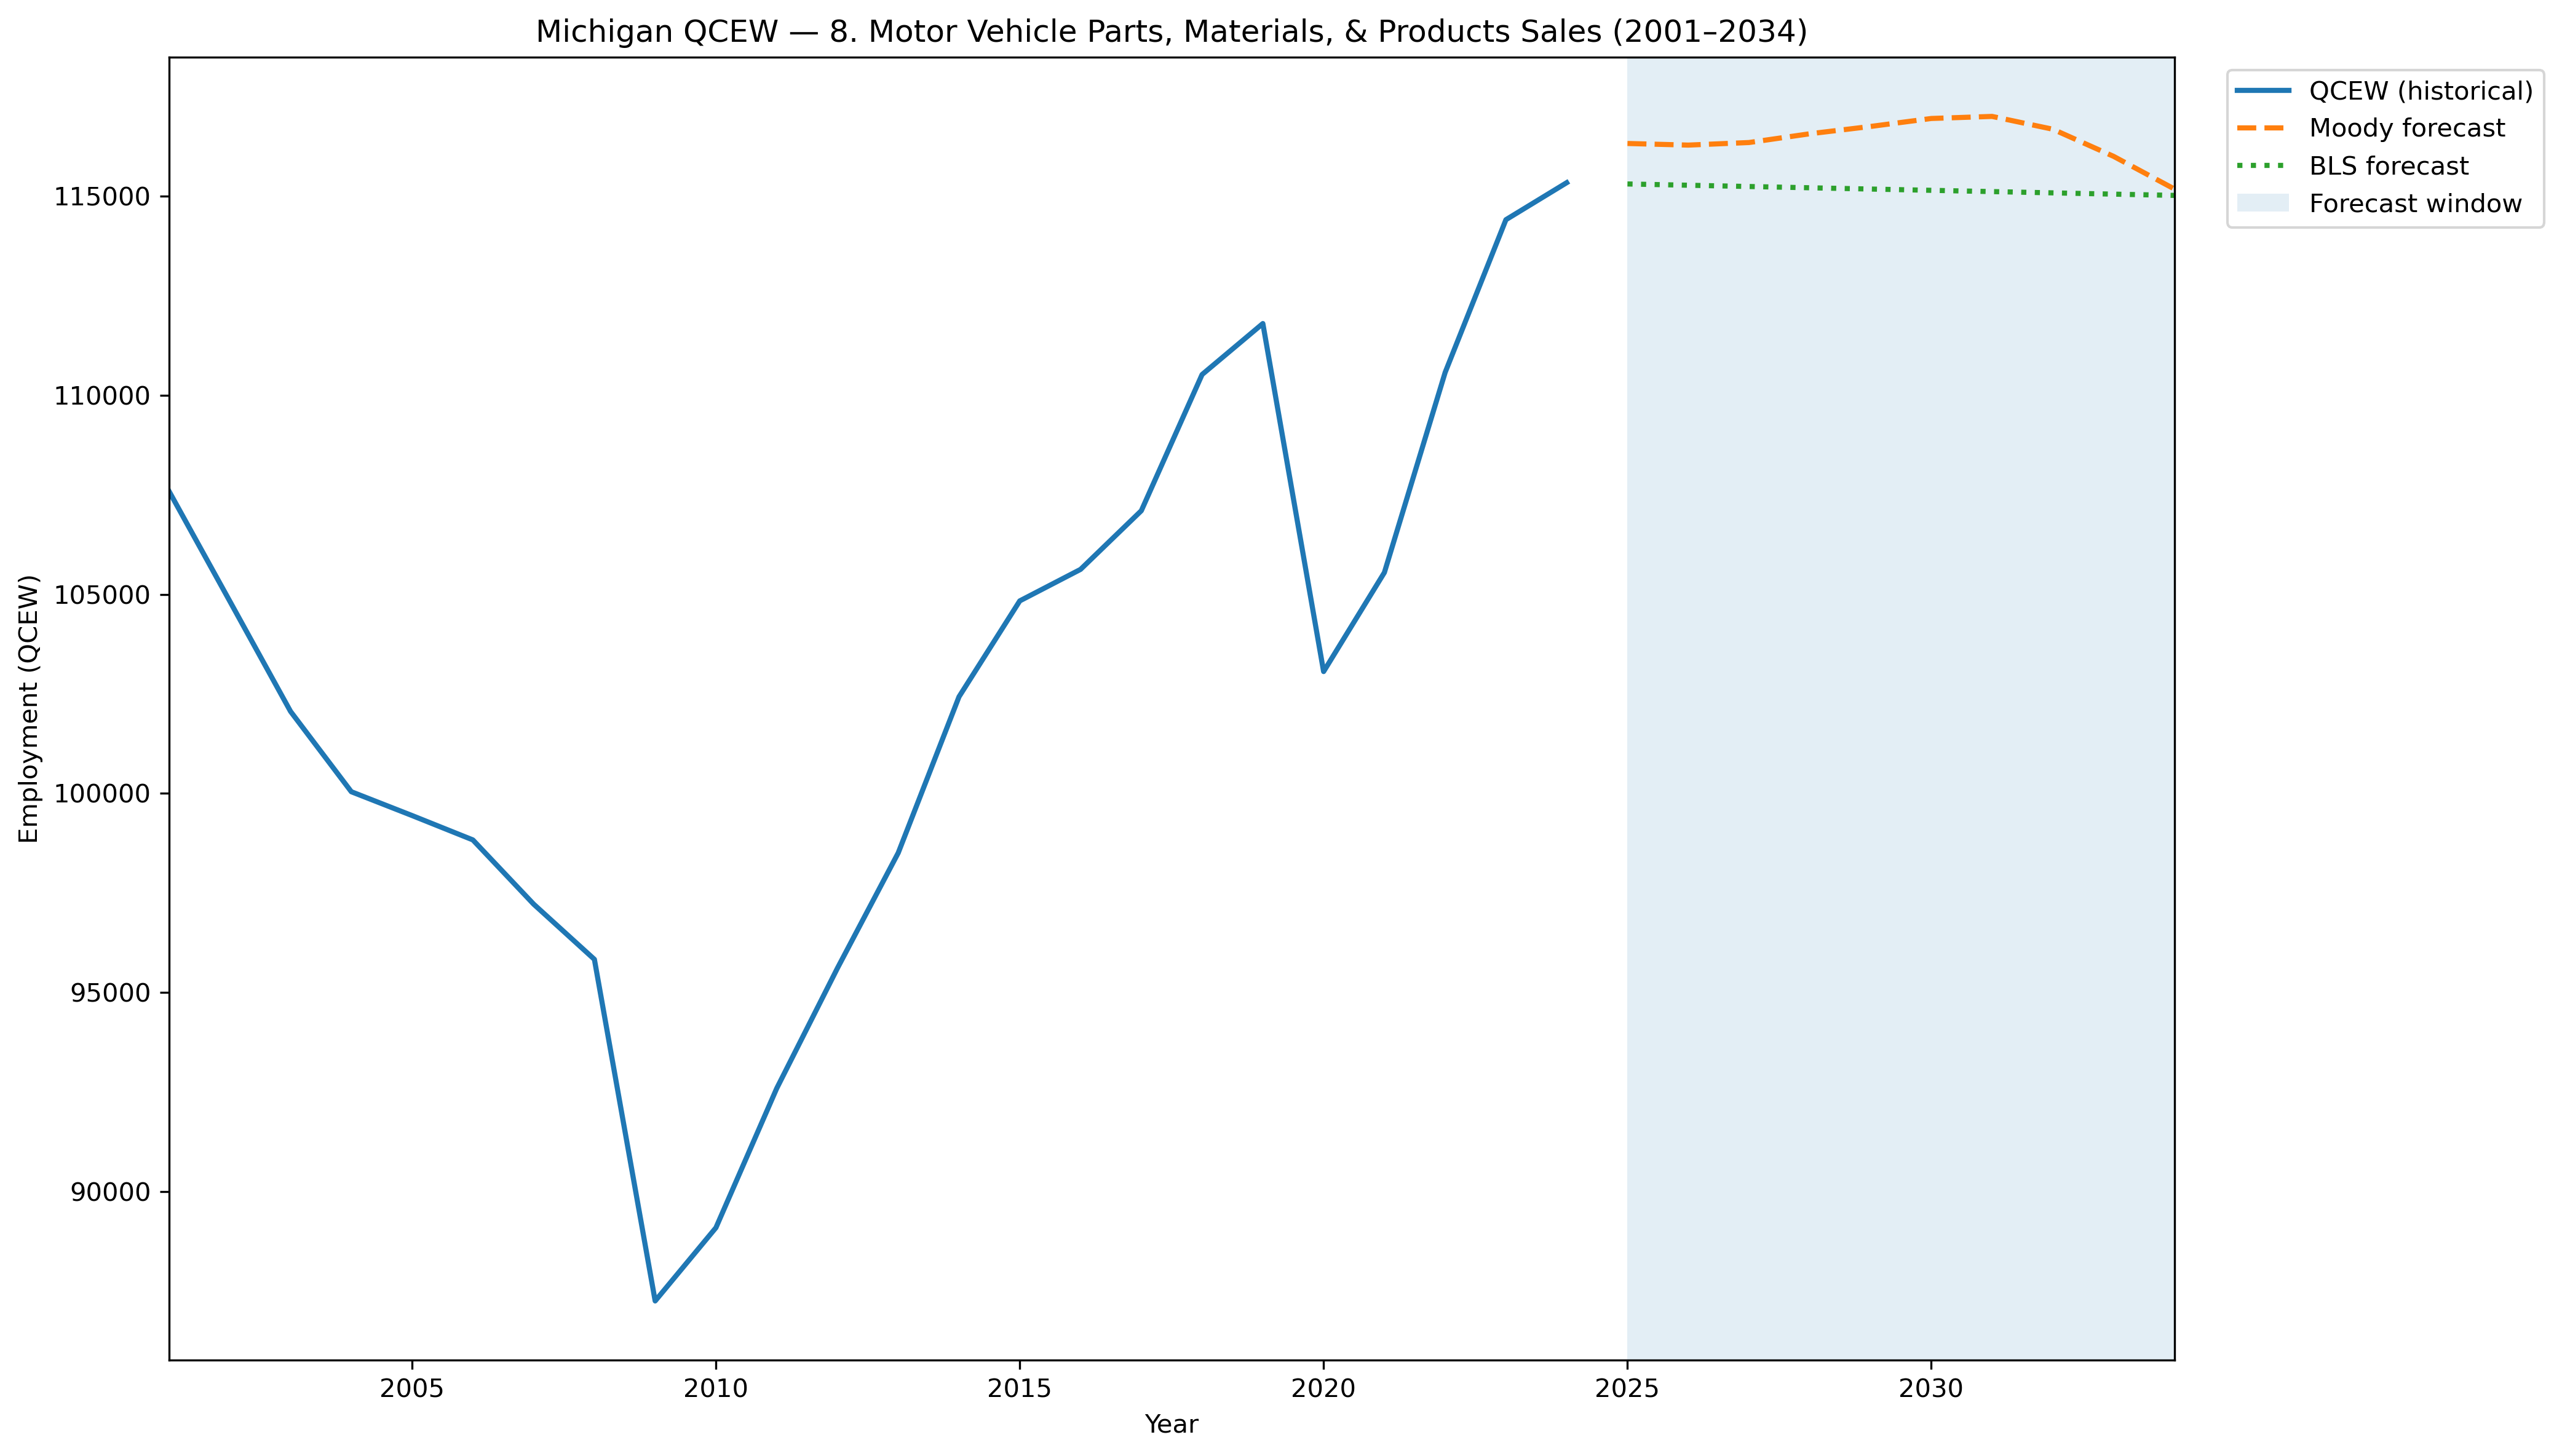 Michigan QCEW — 8. Motor Vehicle Parts, Materials, & Products Sales (2001–2034)
QCEW (historical)
Moody forecast
BLS forecast
Forecast window
Employment (QCEW)
115000
110000
105000
100000
95000
90000
2005
2010
2015
2020
2025
2030
Year